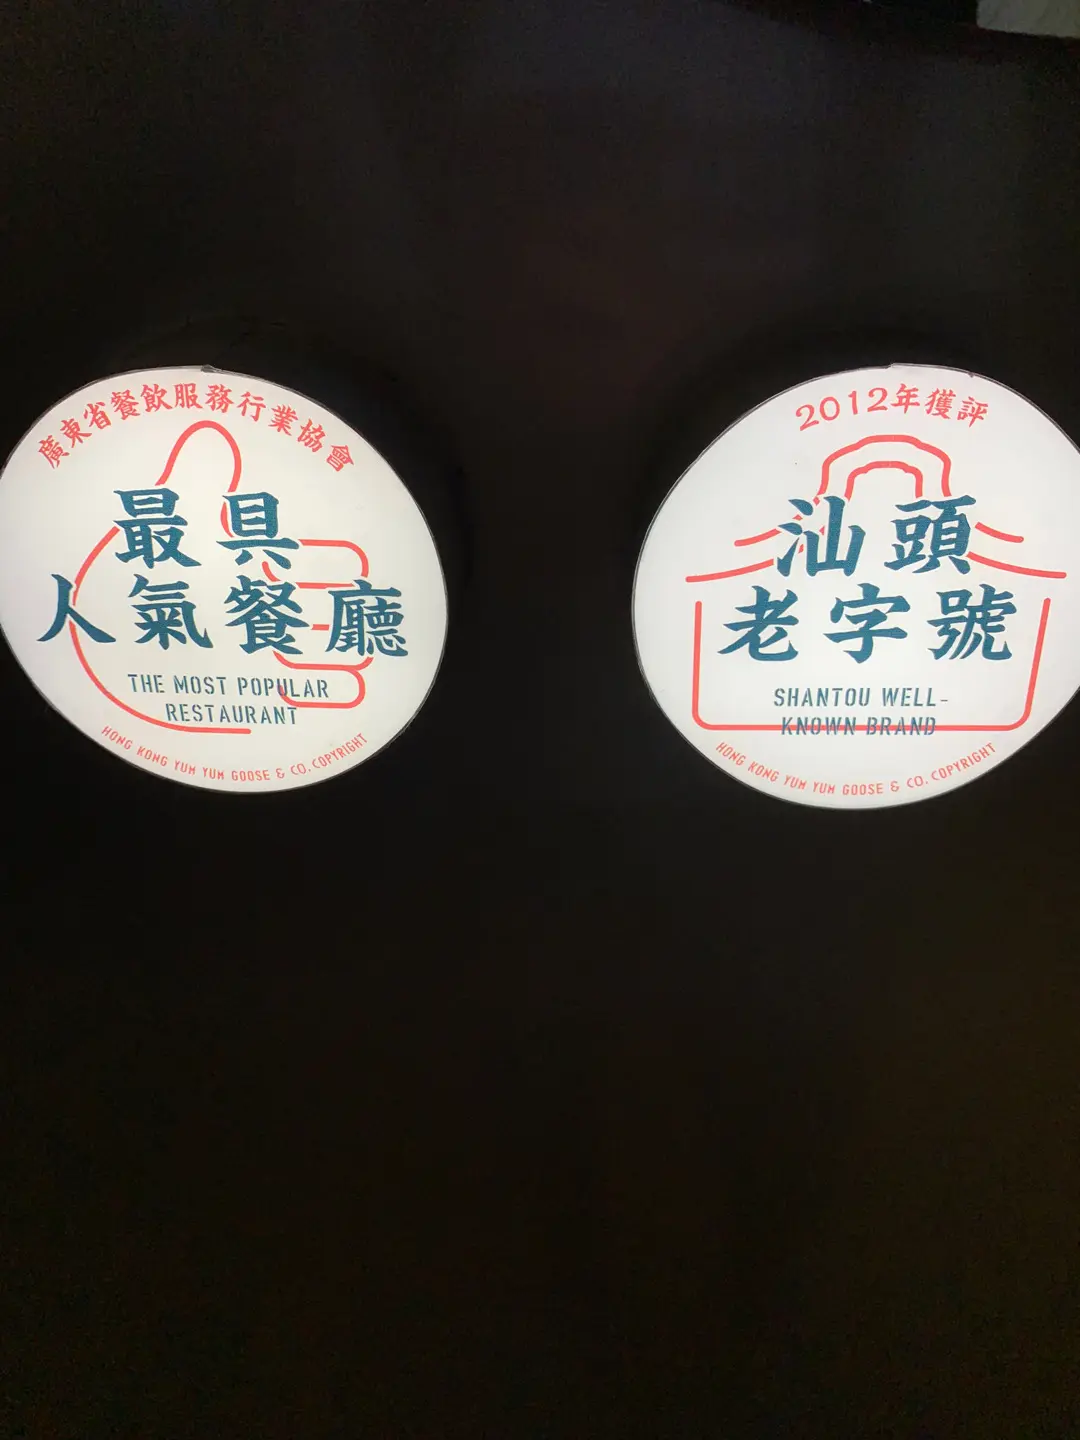 廣東省餐飲服務行業協會
最具
人氣餐廳
THE MOST POPULAR
RESTAURANT
HONG KONG YUM YUM GOOSE & CO. COPYRIGHT
2012年獲評
汕頭
老字號
SHANTOU WELL-
KNOWN BRAND
HONG KONG YUM YUM GOOSE & CO. COPYRIGHT